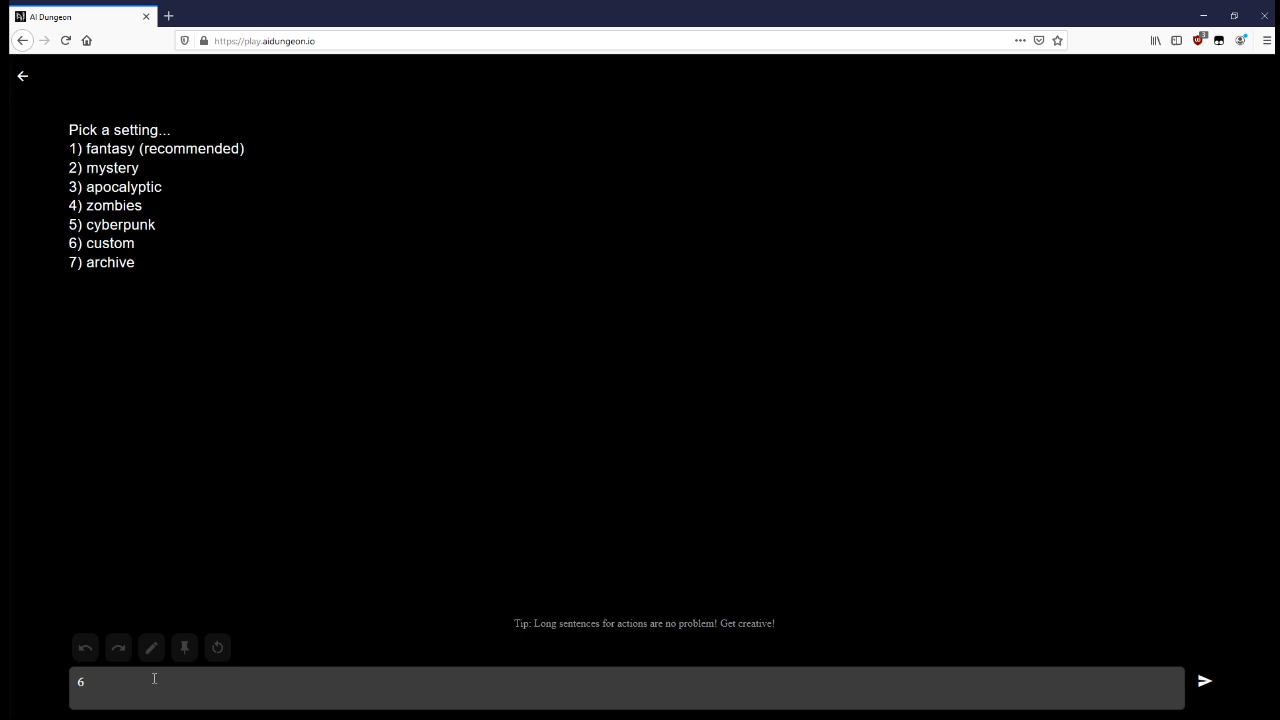 AI Dungeon
https://play.aidungeon.io
3
Pick a setting...
1) fantasy (recommended)
2) mystery
3) apocalyptic
4) zombies
5) cyberpunk
6) custom
7) archive
Tip: Long sentences for actions are no problem! Get creative!
6